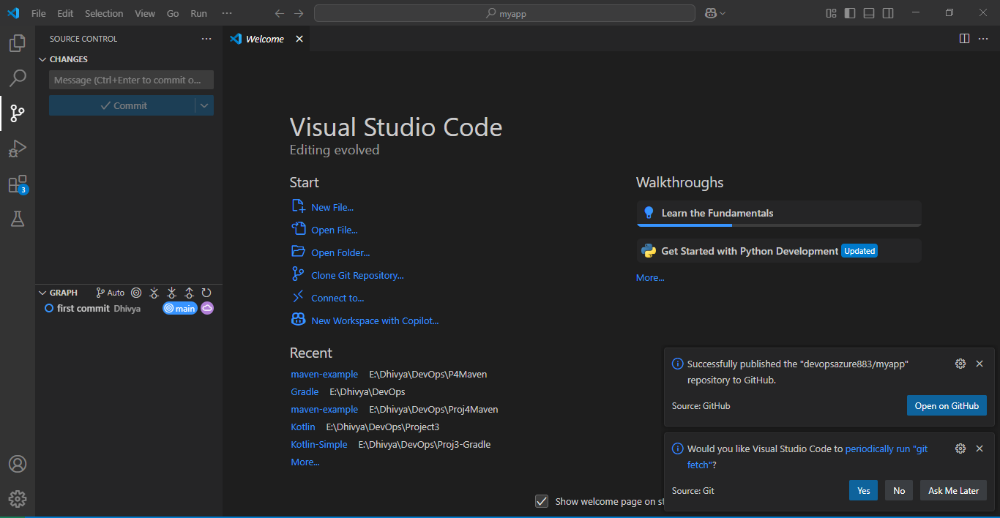 File Edit Selection View Go Run ···
myapp
SOURCE CONTROL
CHANGES
Message (Ctrl+Enter to commit o...
Commit
3
GRAPH
Auto
first commit Dhivya main
Welcome
Visual Studio Code
Editing evolved
Start
New File...
Open File...
Open Folder...
Clone Git Repository...
Connect to...
New Workspace with Copilot...
Recent
maven-example E:\Dhivya\DevOps\P4Maven
Gradle E:\Dhivya\DevOps
maven-example E:\Dhivya\DevOps\Proj4Maven
Kotlin E:\Dhivya\DevOps\Project3
Kotlin-Simple E:\Dhivya\DevOps\Proj3-Gradle
More...
Walkthroughs
Learn the Fundamentals
Get Started with Python Development Updated
More...
Show welcome page on st
Successfully published the "devopsazure883/myapp"
repository to GitHub.
Source: GitHub
Open on GitHub
Would you like Visual Studio Code to periodically run "git
fetch"?
Source: Git
Yes No Ask Me Later